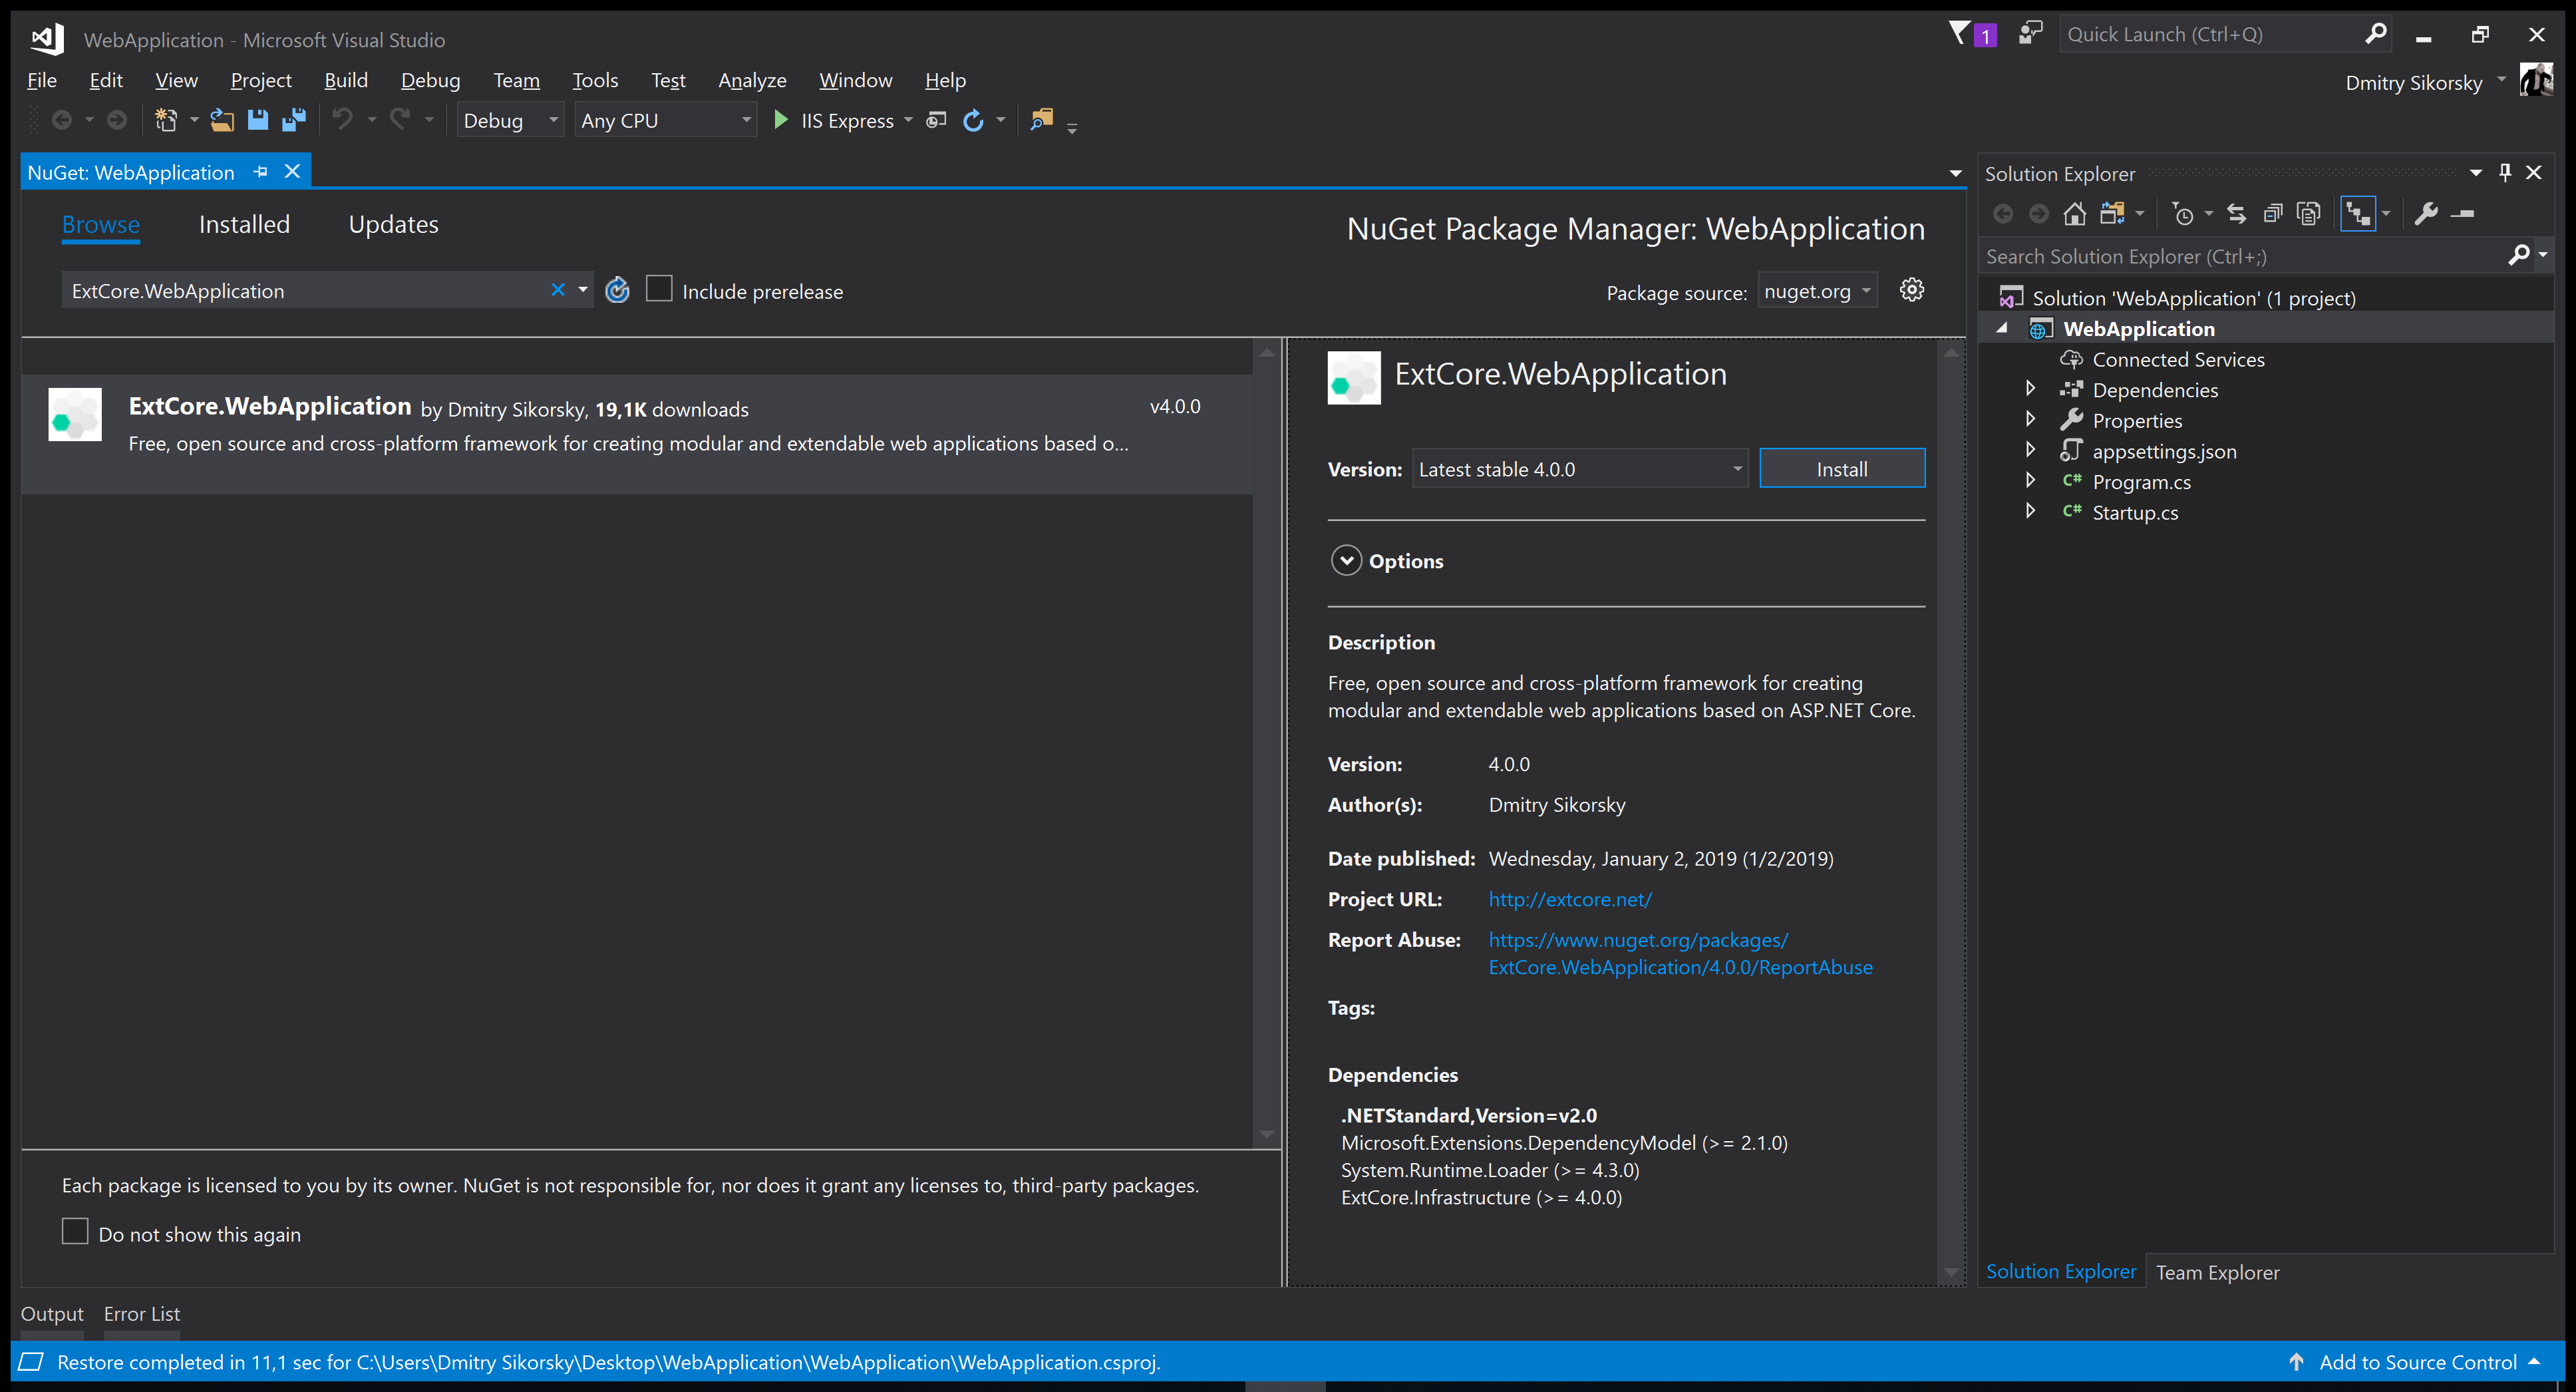 WebApplication - Microsoft Visual Studio
1
Quick Launch (Ctrl+Q)
File Edit View Project Build Debug Team Tools Test Analyze Window Help
Dmitry Sikorsky
Debug Any CPU IIS Express
NuGet: WebApplication
Browse Installed Updates
NuGet Package Manager: WebApplication
ExtCore.WebApplication
Include prerelease
Package source: nuget.org
ExtCore.WebApplication by Dmitry Sikorsky, 19,1K downloads
v4.0.0
Free, open source and cross-platform framework for creating modular and extendable web applications based o...
Each package is licensed to you by its owner. NuGet is not responsible for, nor does it grant any licenses to, third-party packages.
Do not show this again
ExtCore.WebApplication
Version: Latest stable 4.0.0 Install
Options
Description
Free, open source and cross-platform framework for creating
modular and extendable web applications based on ASP.NET Core.
Version: 4.0.0
Author(s): Dmitry Sikorsky
Date published: Wednesday, January 2, 2019 (1/2/2019)
Project URL: http://extcore.net/
Report Abuse: https://www.nuget.org/packages/
ExtCore.WebApplication/4.0.0/ReportAbuse
Tags:
Dependencies
.NETStandard,Version=v2.0
Microsoft.Extensions.DependencyModel (>= 2.1.0)
System.Runtime.Loader (>= 4.3.0)
ExtCore.Infrastructure (>= 4.0.0)
Solution Explorer
Search Solution Explorer (Ctrl+;)
Solution 'WebApplication' (1 project)
WebApplication
Connected Services
Dependencies
Properties
appsettings.json
C# Program.cs
C# Startup.cs
Solution Explorer Team Explorer
Output Error List
Restore completed in 11,1 sec for C:\Users\Dmitry Sikorsky\Desktop\WebApplication\WebApplication\WebApplication.csproj.
Add to Source Control